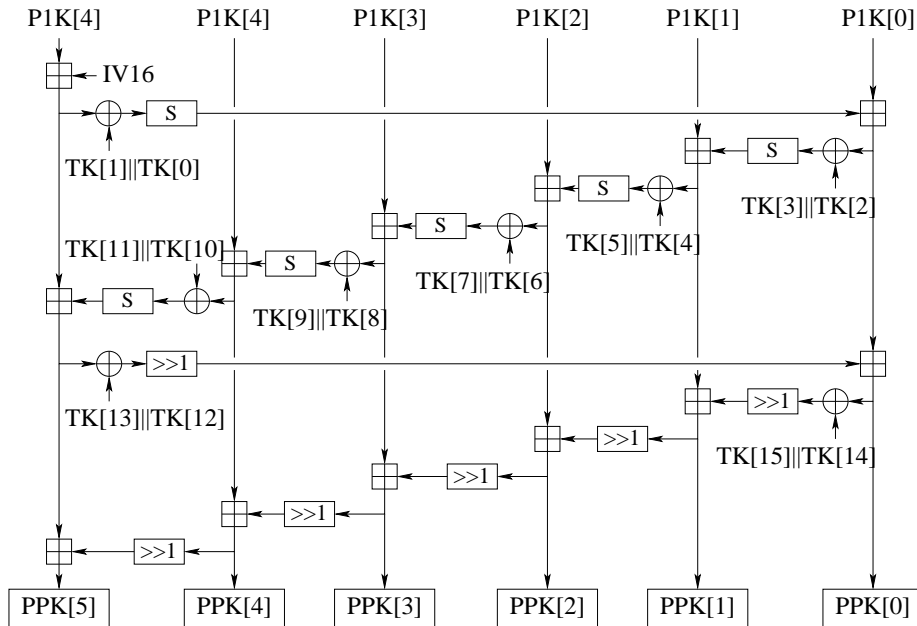 P1K[4] P1K[4] P1K[3] P1K[2] P1K[1] P1K[0]
IV16
S
TK[1]||TK[0]
S
TK[3]||TK[2]
S
TK[5]||TK[4]
S
TK[7]||TK[6]
TK[11]||TK[10]
S
TK[9]||TK[8]
S
>>1
TK[13]||TK[12]
>>1
TK[15]||TK[14]
>>1
>>1
>>1
>>1
PPK[5] PPK[4] PPK[3] PPK[2] PPK[1] PPK[0]